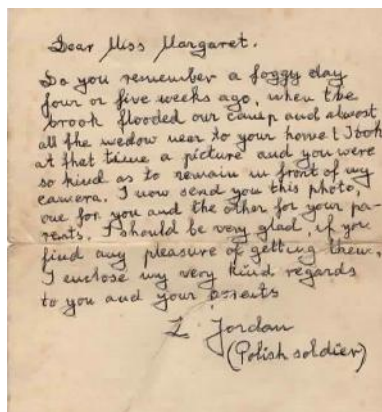 Dear Miss Margaret.
Do you remember a foggy day
four or five weeks ago, when the
brook flooded our camp and almost
all the medow near to your home? I took
at that time a picture and you were
so kind as to remain in front of my
camera. I now send you this photo,
one for you and the other for your pa-
rents. I should be very glad, if you
find any pleasure of getting them.
I enclose my very kind regards
to you and your parents
Z Jordan
(Polish soldier)